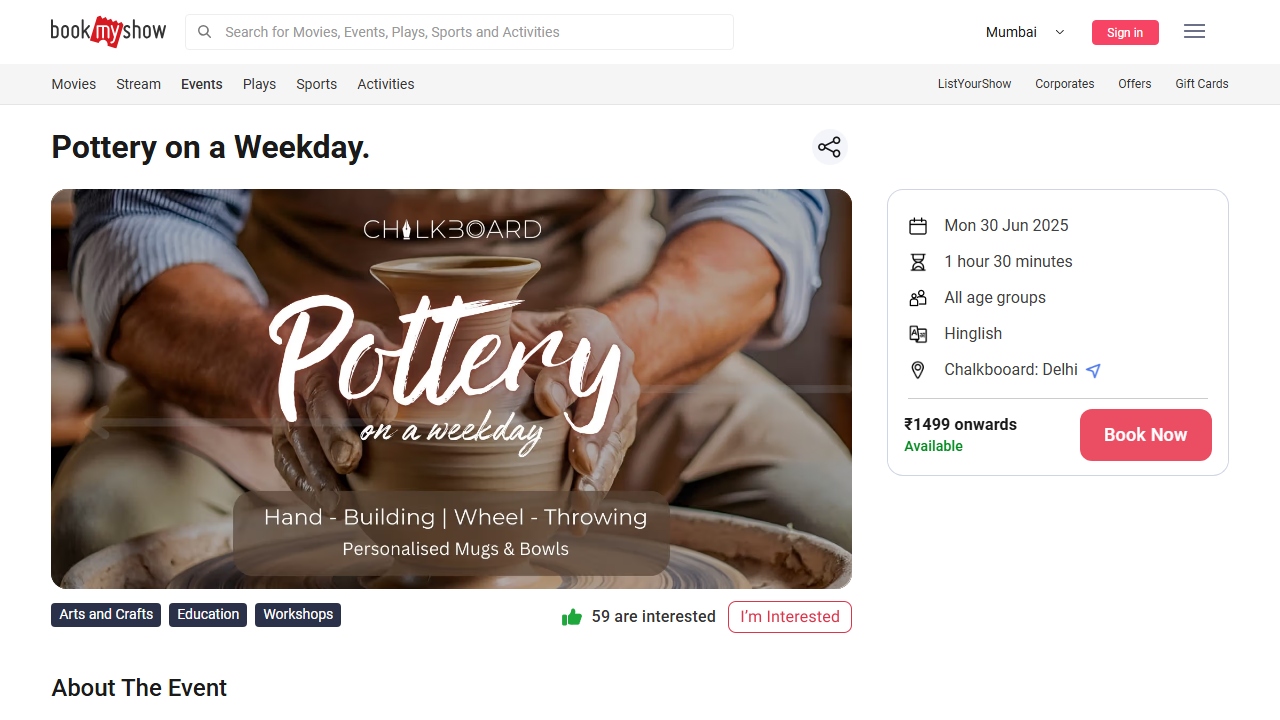 bookmyshow
Search for Movies, Events, Plays, Sports and Activities
Mumbai
Sign in
Movies Stream Events Plays Sports Activities
ListYourShow Corporates Offers Gift Cards
Pottery on a Weekday.
CHALKBOARD
Pottery
on a weekday
Hand - Building | Wheel - Throwing
Personalised Mugs & Bowls
Mon 30 Jun 2025
1 hour 30 minutes
All age groups
Hinglish
Chalkbooard: Delhi
₹1499 onwards
Available
Book Now
Arts and Crafts Education Workshops
59 are interested
I'm Interested
About The Event